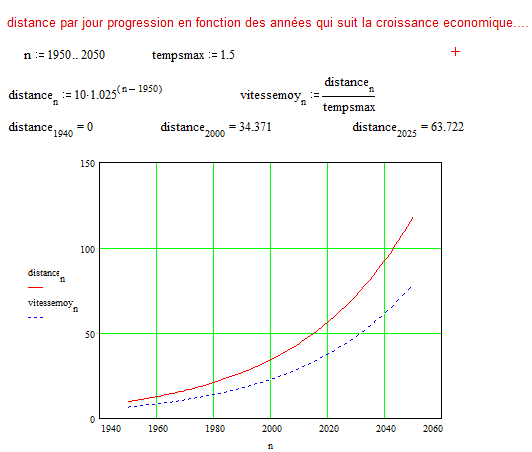 distance par jour progression en fonction des années qui suit la croissance economique....
n := 1950 .. 2050 tempsmax := 1.5
distance_n := 10·1.025^(n − 1950) vitessemoy_n := distance_n / tempsmax
distance_1940 = 0 distance_2000 = 34.371 distance_2025 = 63.722
150
100
distance_n
vitessemoy_n
50
0
1940 1960 1980 2000 2020 2040 2060
n